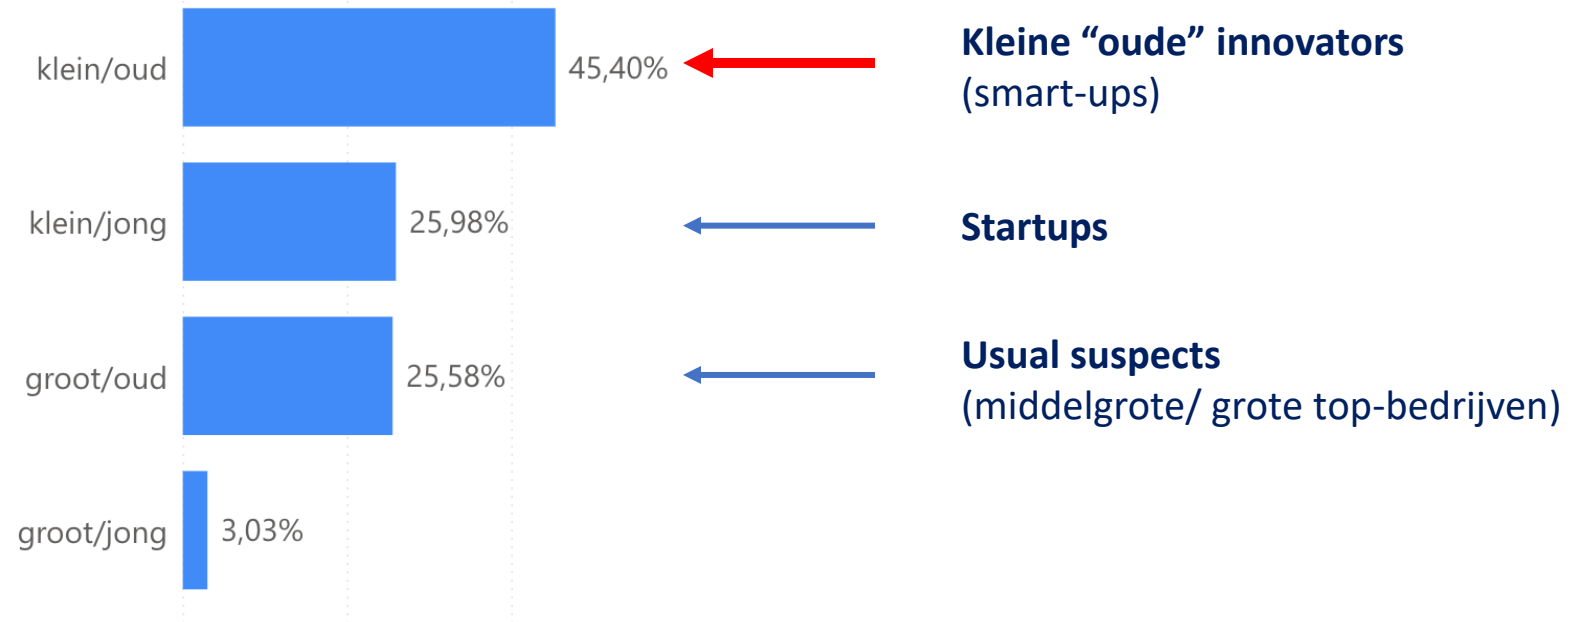 klein/oud
45,40%
Kleine “oude” innovators
(smart-ups)
klein/jong
25,98%
Startups
groot/oud
25,58%
Usual suspects
(middelgrote/ grote top-bedrijven)
groot/jong
3,03%